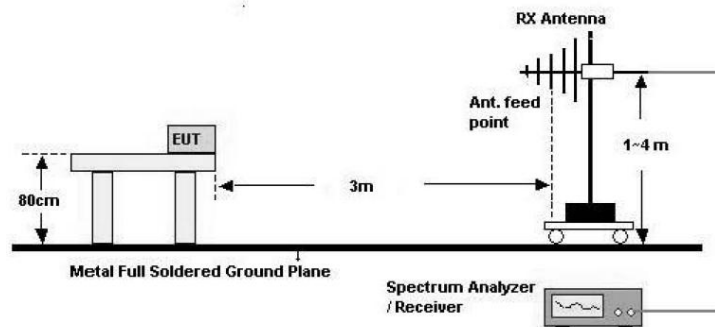 RX Antenna
Ant. feed
point
EUT
1~4 m
3m
80cm
Metal Full Soldered Ground Plane
Spectrum Analyzer
/ Receiver